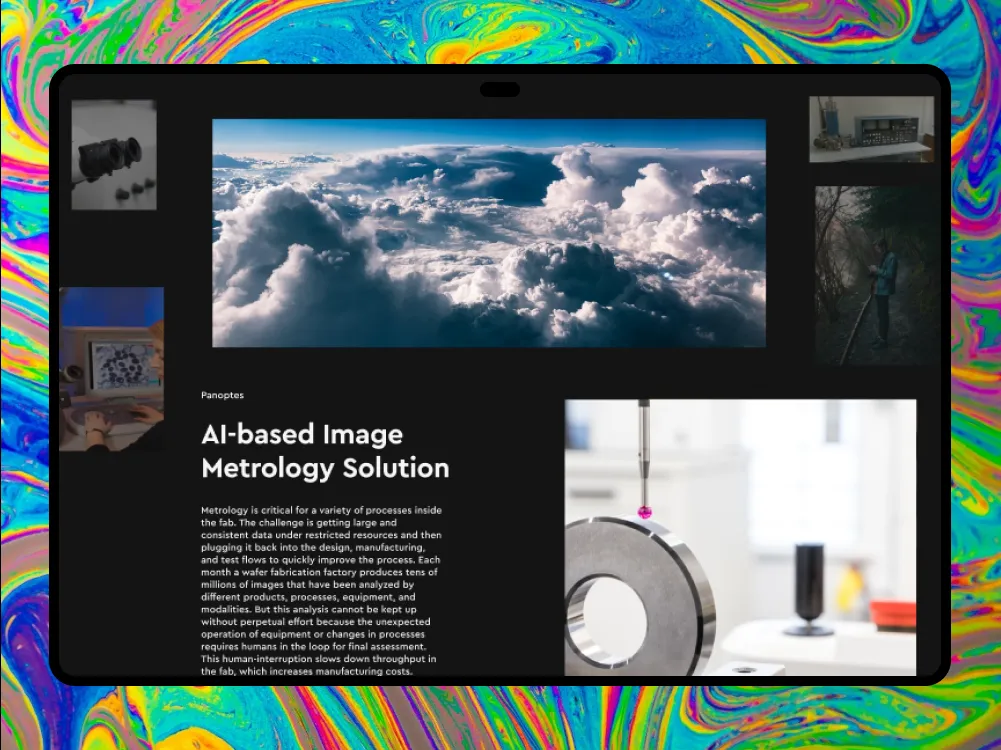 Panoptes
AI-based Image
Metrology Solution
Metrology is critical for a variety of processes inside
the fab. The challenge is getting large and
consistent data under restricted resources and then
plugging it back into the design, manufacturing,
and test flows to quickly improve the process. Each
month a wafer fabrication factory produces tens of
millions of images that have been analyzed by
different products, processes, equipment, and
modalities. But this analysis cannot be kept up
without perpetual effort because the unexpected
operation of equipment or changes in processes
requires humans in the loop for final assessment.
This human-interruption slows down throughput in
the fab, which increases manufacturing costs.